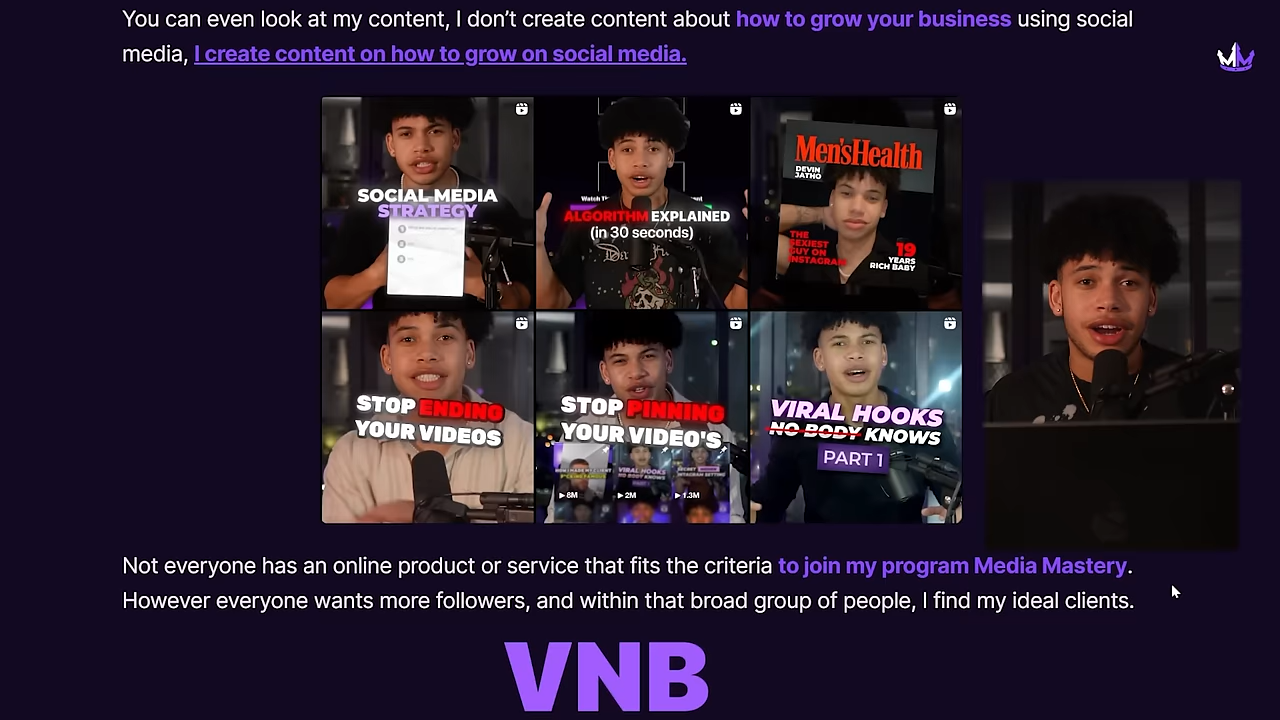 You can even look at my content, I don’t create content about how to grow your business using social
media, I create content on how to grow on social media.
SOCIAL MEDIA
STRATEGY
ALGORITHM EXPLAINED
(in 30 seconds)
Men'sHealth
DEVIN
JATHO
THE
SEXIEST
GUY ON
INSTAGRAM
19
YEARS
RICH BABY
STOP ENDING
YOUR VIDEOS
STOP PINNING
YOUR VIDEO'S
VIRAL HOOKS
NO BODY KNOWS
PART 1
6M
2M
1.3M
Not everyone has an online product or service that fits the criteria to join my program Media Mastery.
However everyone wants more followers, and within that broad group of people, I find my ideal clients.
VNB